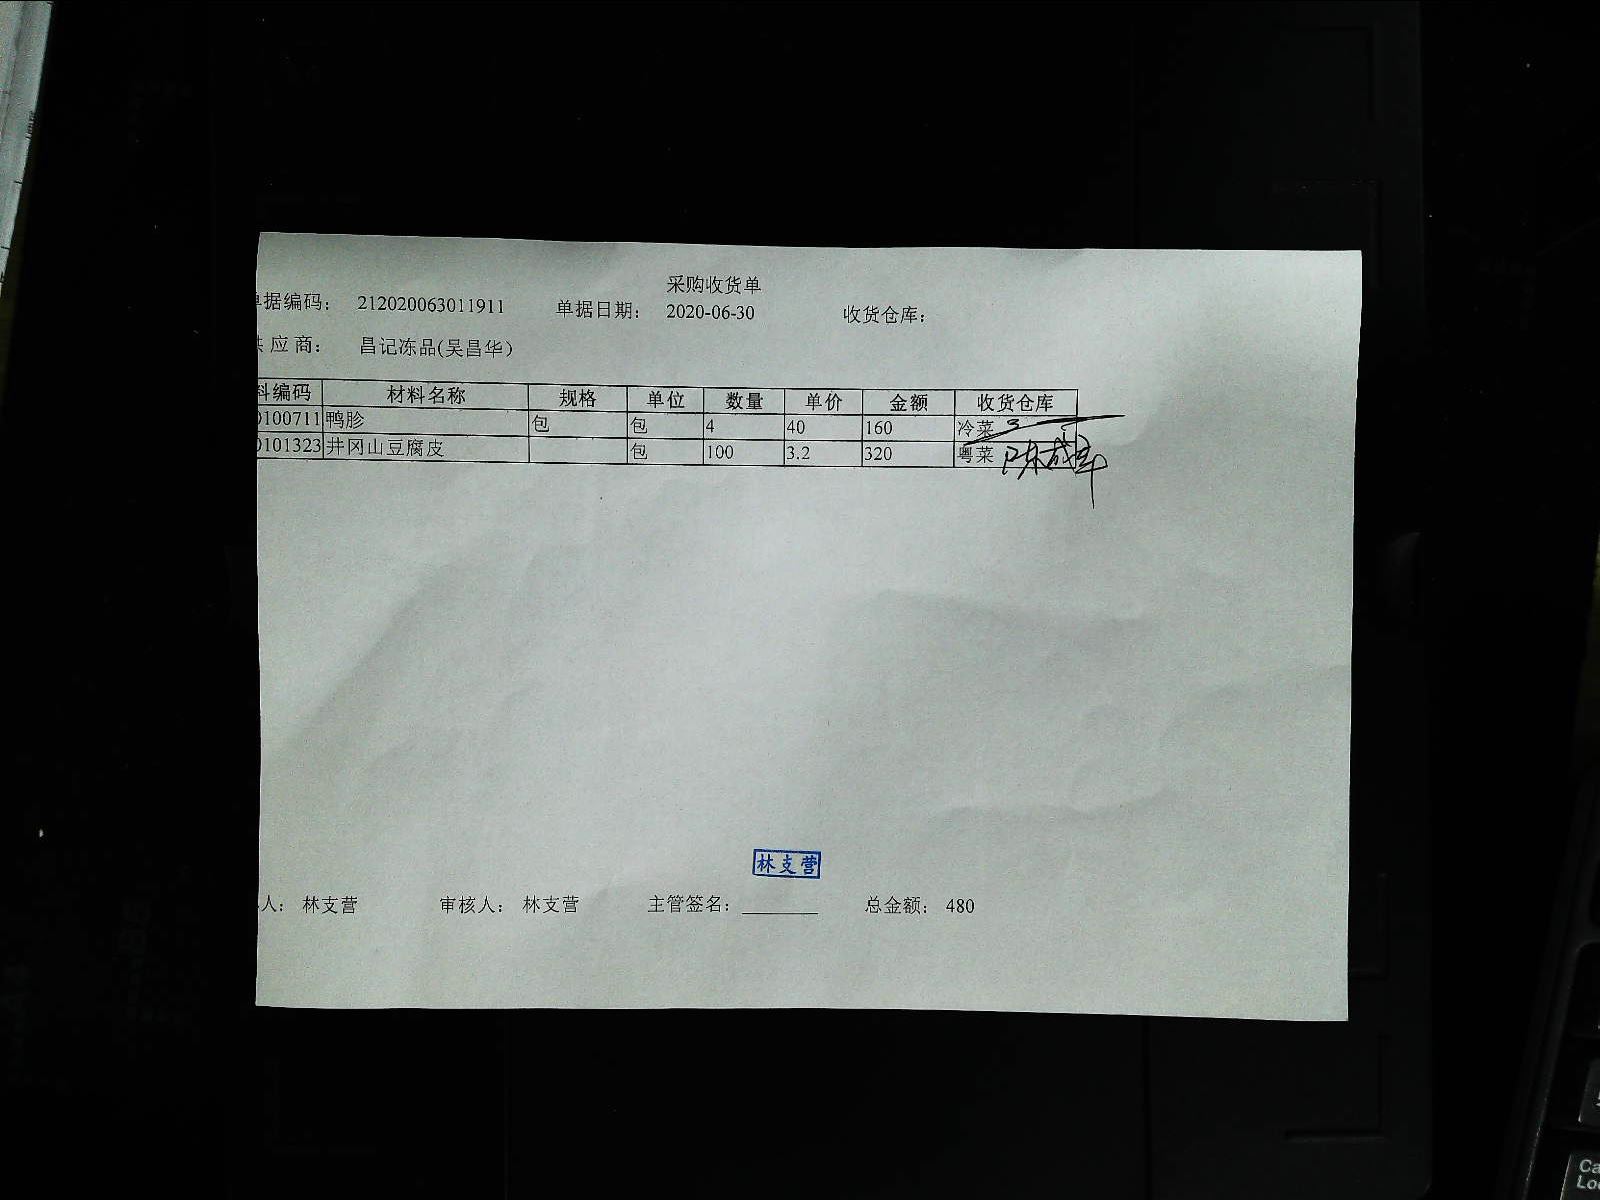 采购收货单
单据编码： 212020063011911 单据日期： 2020-06-30 收货仓库：
供应商： 昌记冻品(吴昌华)
料编码 材料名称 规格 单位 数量 单价 金额 收货仓库
0100711 鸭胗 包 包 4 40 160 冷菜
0101323 井冈山豆腐皮 包 100 3.2 320 粤菜
林支营
人： 林支营 审核人： 林支营 主管签名： 总金额： 480